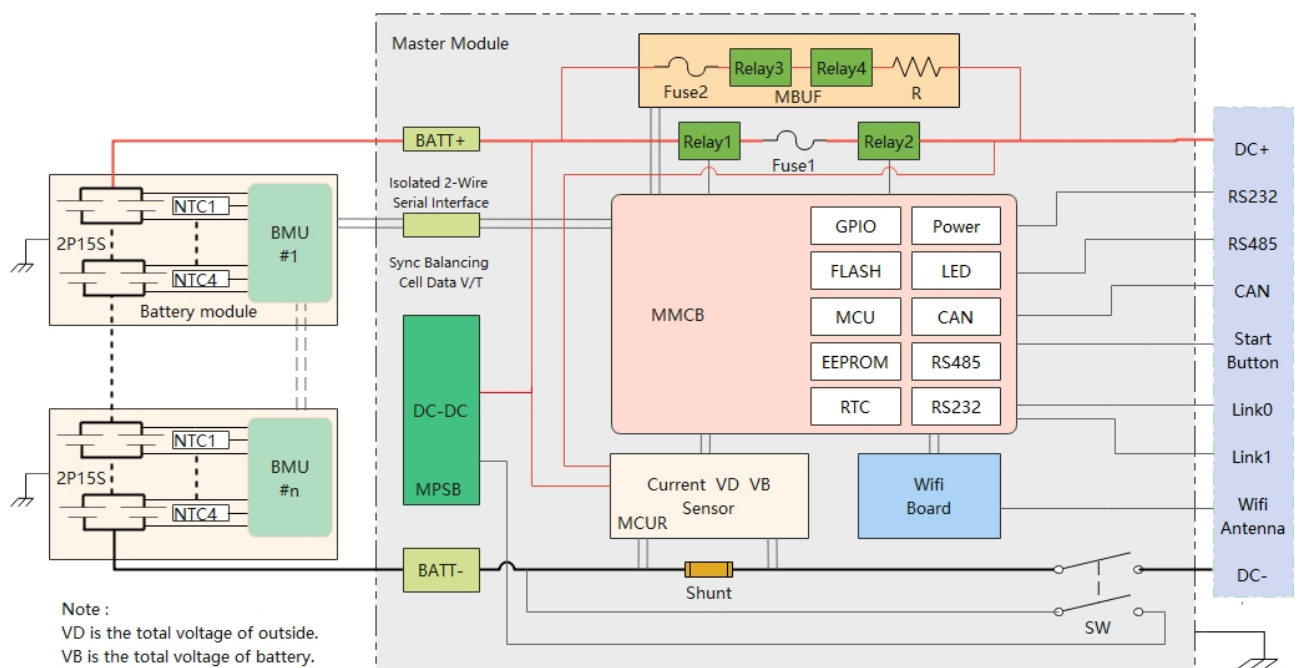 Master Module
Fuse2
Relay3
Relay4
MBUF
R
BATT+
Relay1
Fuse1
Relay2
DC+
Isolated 2-Wire
Serial Interface
Sync Balancing
Cell Data V/T
NTC1
2P15S
NTC4
BMU
#1
Battery module
MMCB
GPIO
Power
FLASH
LED
MCU
CAN
EEPROM
RS485
RTC
RS232
RS232
RS485
CAN
Start
Button
Link0
Link1
Wifi
Antenna
DC-
DC-DC
MPSB
NTC1
2P15S
NTC4
BMU
#n
Current VD VB
Sensor
MCUR
Wifi
Board
BATT-
Shunt
SW
Note :
VD is the total voltage of outside.
VB is the total voltage of battery.